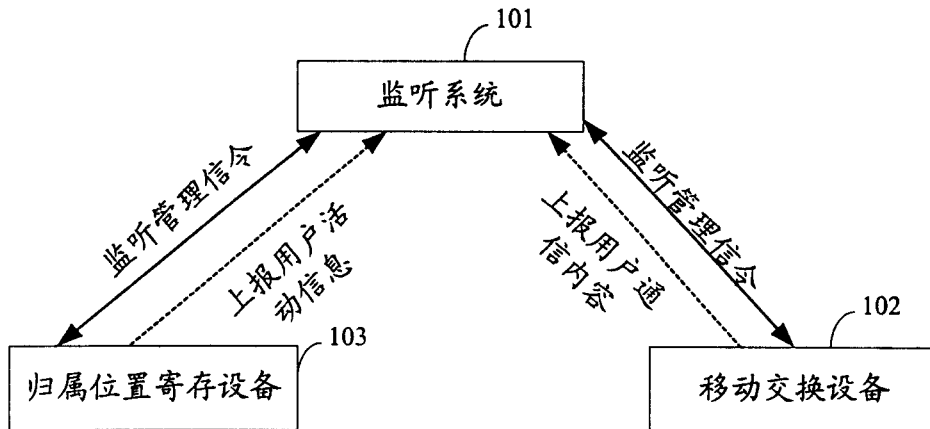 101
监听系统
监听管理信令
上报用户活
动信息
上报用户通
信内容
监听管理信令
103
归属位置寄存设备
102
移动交换设备